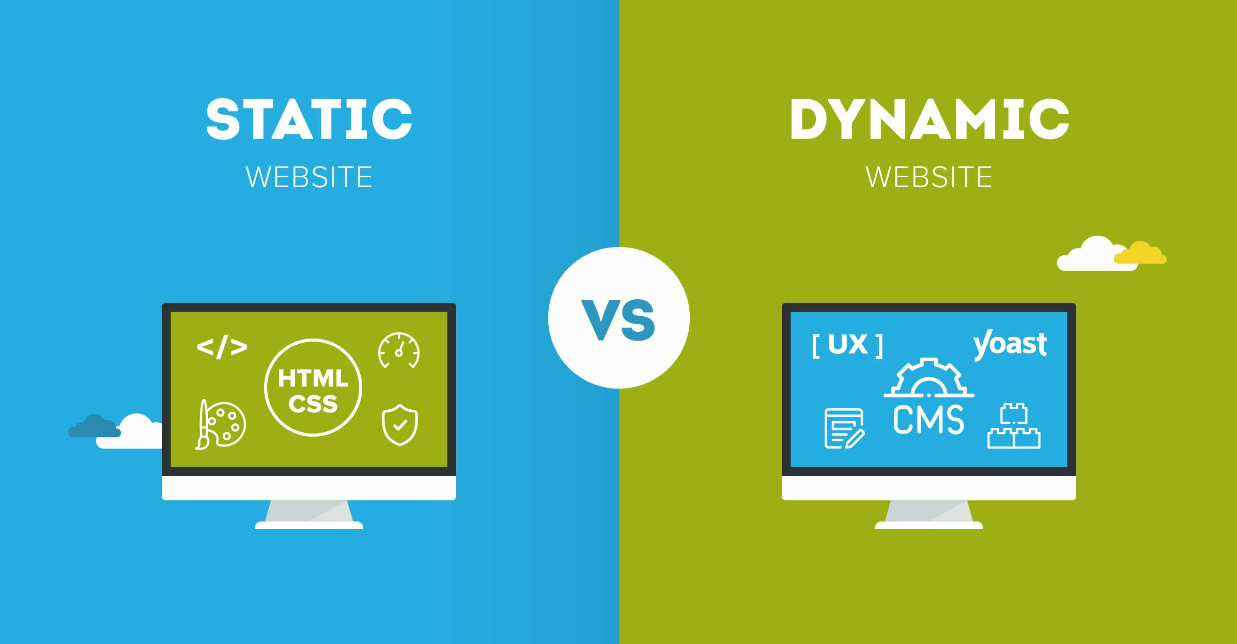 STATIC
WEBSITE
</>
HTML
CSS
VS
DYNAMIC
WEBSITE
[ UX ]
yoast
CMS